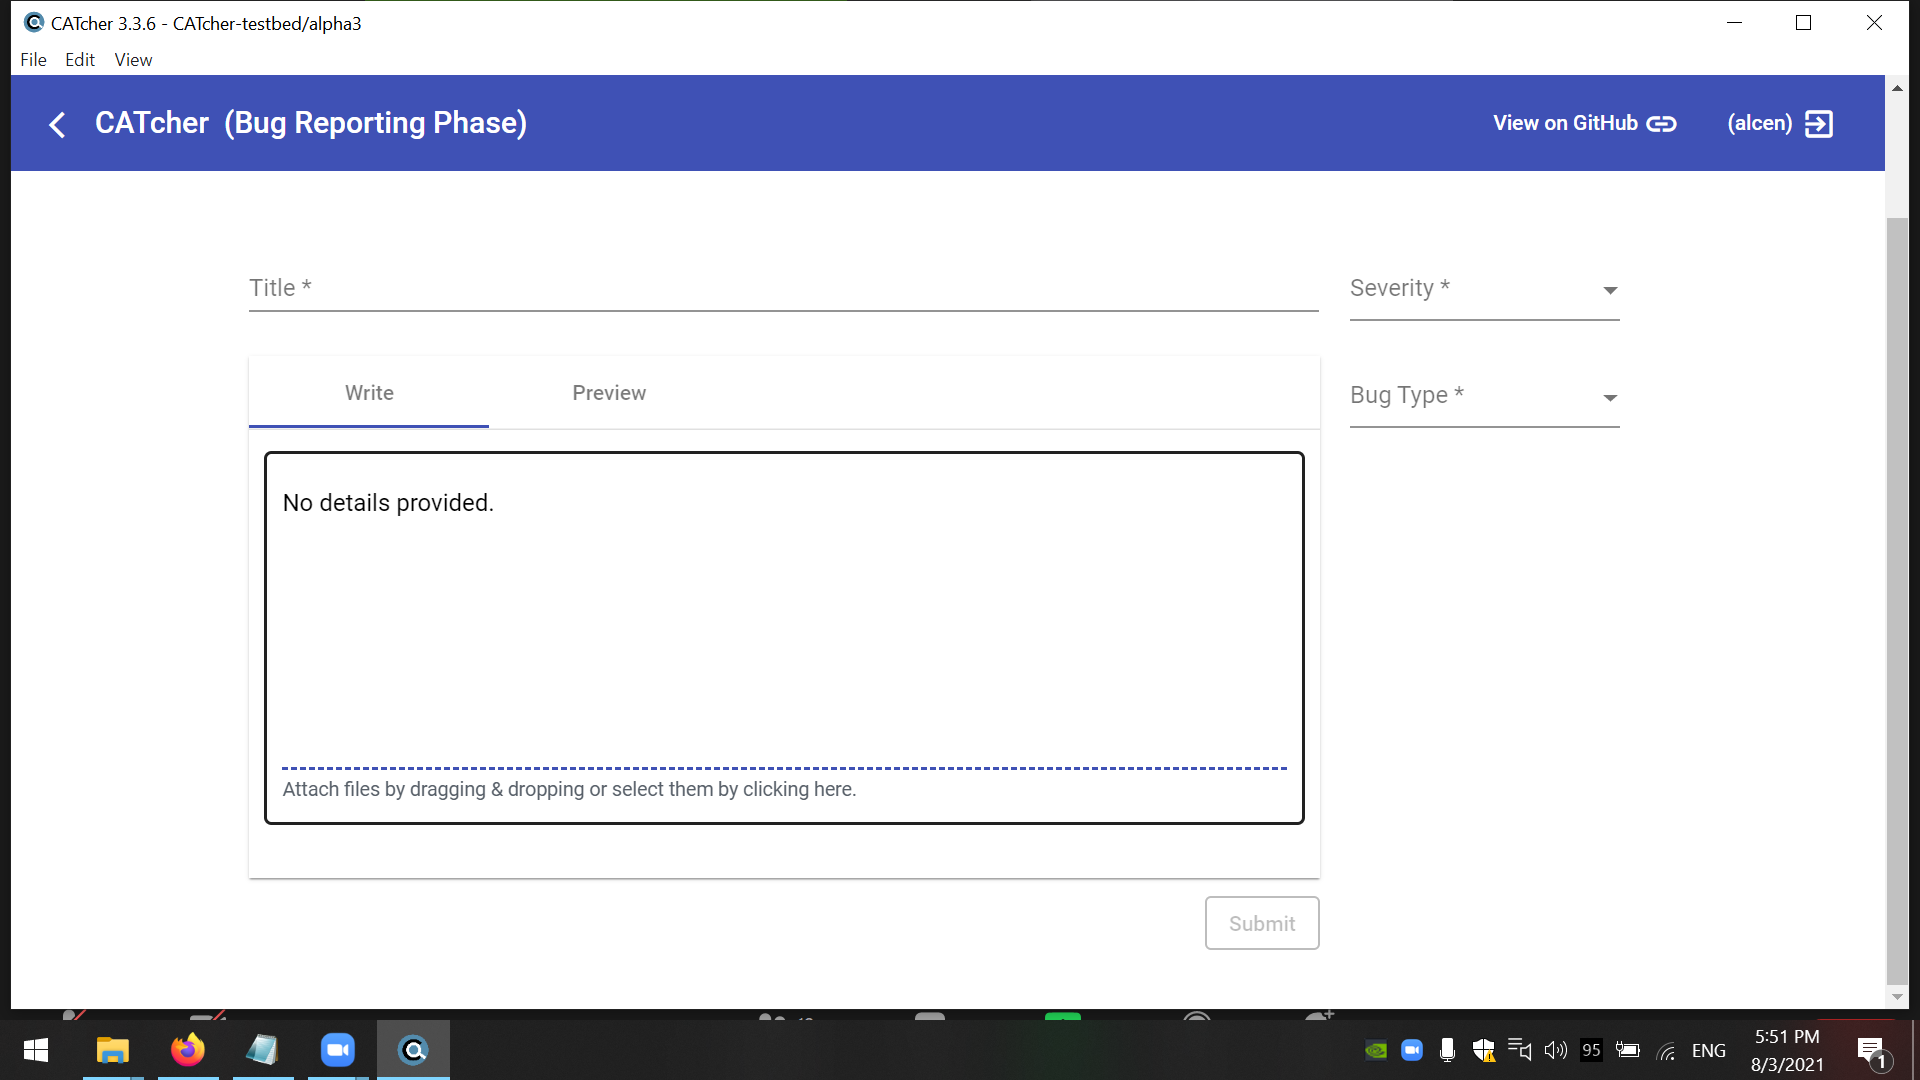 CATcher 3.3.6 - CATcher-testbed/alpha3
File Edit View
CATcher (Bug Reporting Phase)
View on GitHub
(alcen)
Title *
Severity *
Write
Preview
Bug Type *
No details provided.
Attach files by dragging & dropping or select them by clicking here.
Submit
95
ENG
5:51 PM
8/3/2021
1